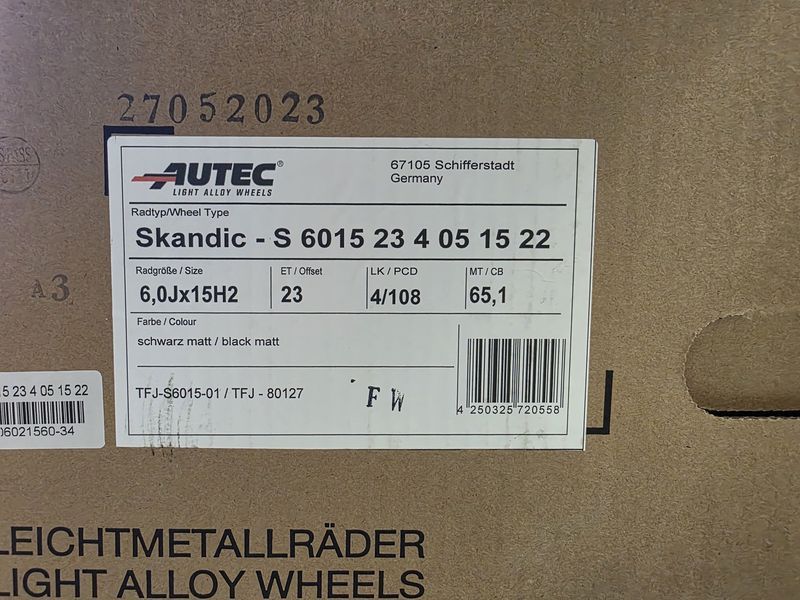 27052023
AUTEC®
LIGHT ALLOY WHEELS
67105 Schifferstadt
Germany
Radtyp/Wheel Type
Skandic - S 6015 23 4 05 15 22
Radgröße / Size
6,0Jx15H2
ET / Offset
23
LK / PCD
4/108
MT / CB
65,1
Farbe / Colour
schwarz matt / black matt
TFJ-S6015-01 / TFJ - 80127
F W
4 250325 720558
A3
5 23 4 05 15 22
06021560-34
LEICHTMETALLRÄDER
LIGHT ALLOY WHEELS